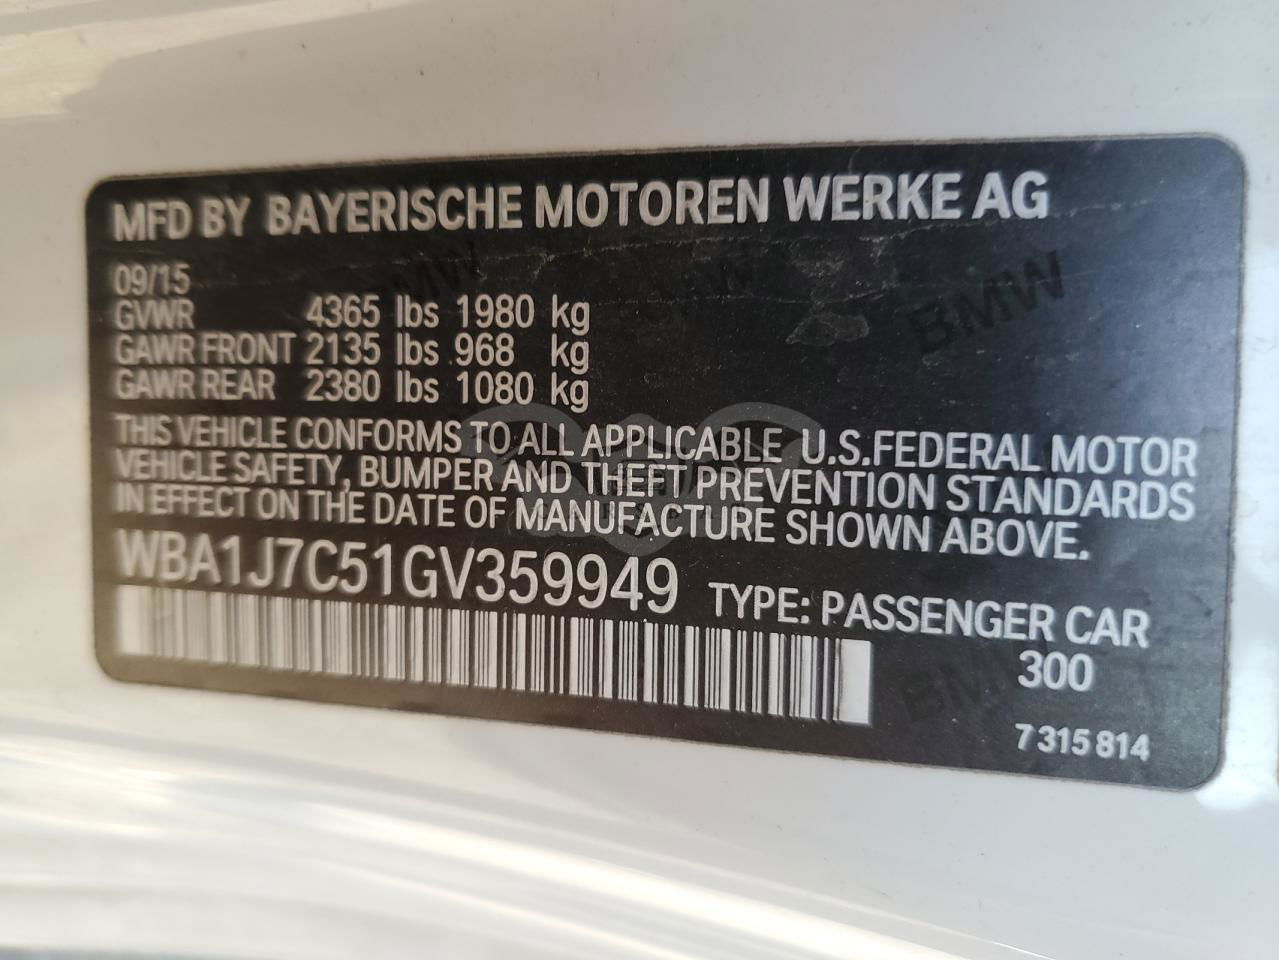 MFD BY BAYERISCHE MOTOREN WERKE AG
09/15
GVWR 4365 lbs 1980 kg
GAWR FRONT 2135 lbs 968 kg
GAWR REAR 2380 lbs 1080 kg
THIS VEHICLE CONFORMS TO ALL APPLICABLE U.S.FEDERAL MOTOR
VEHICLE SAFETY, BUMPER AND THEFT PREVENTION STANDARDS
IN EFFECT ON THE DATE OF MANUFACTURE SHOWN ABOVE.
WBA1J7C51GV359949 TYPE: PASSENGER CAR
300
7 315 814
BMW
BMW
BMW